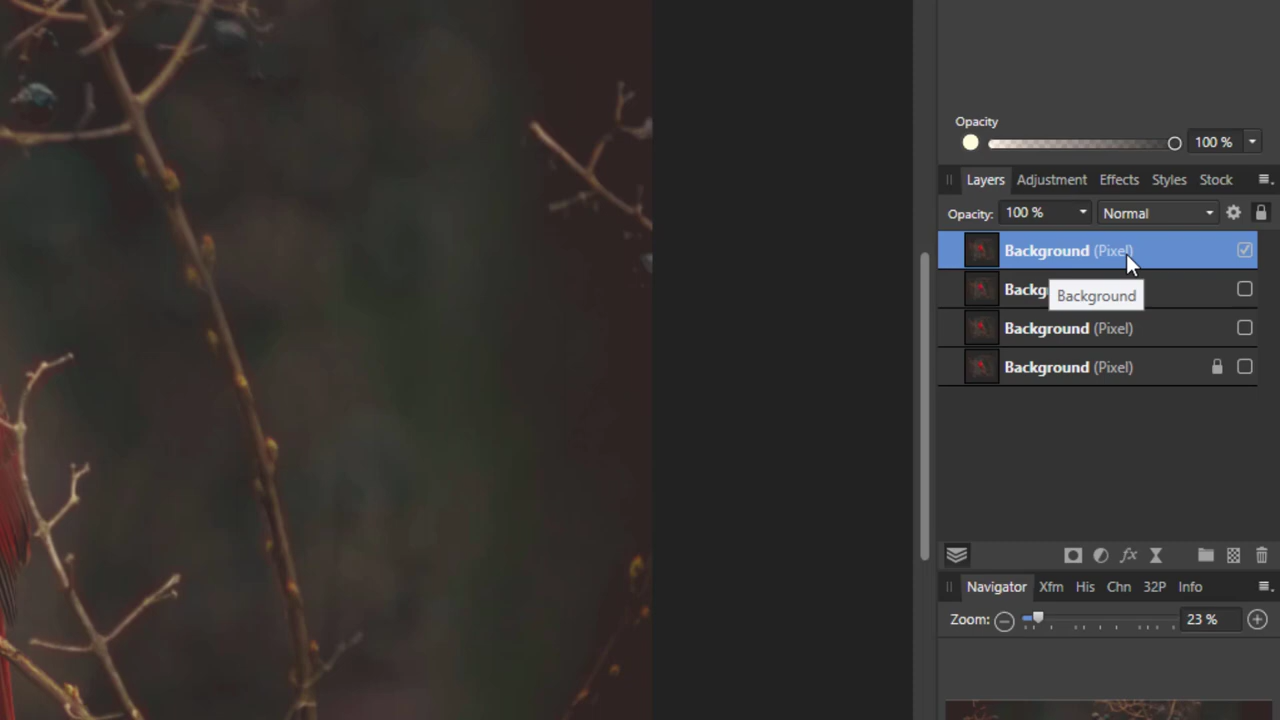 Opacity
100 %
Layers Adjustment Effects Styles Stock
Opacity: 100 % Normal
Background (Pixel)
Backg
Background
Background (Pixel)
Background (Pixel)
fx
Navigator Xfm His Chn 32P Info
Zoom: 23 %